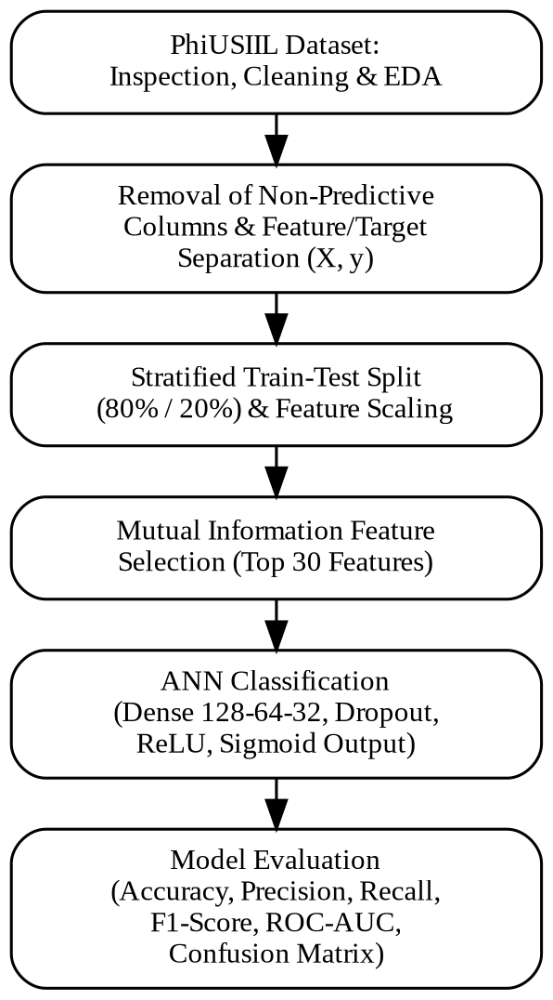 PhiUSIIL Dataset:
Inspection, Cleaning & EDA
Removal of Non-Predictive
Columns & Feature/Target
Separation (X, y)
Stratified Train-Test Split
(80% / 20%) & Feature Scaling
Mutual Information Feature
Selection (Top 30 Features)
ANN Classification
(Dense 128-64-32, Dropout,
ReLU, Sigmoid Output)
Model Evaluation
(Accuracy, Precision, Recall,
F1-Score, ROC-AUC,
Confusion Matrix)